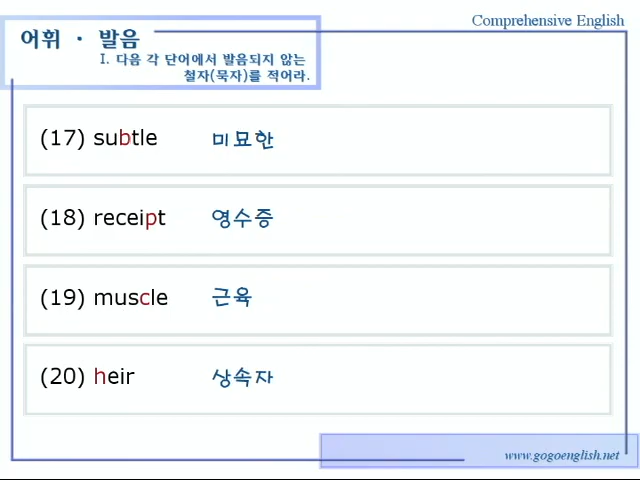 Comprehensive English
어휘 · 발음
I. 다음 각 단어에서 발음되지 않는
철자(묵자)를 적어라.
(17) subtle 미묘한
(18) receipt 영수증
(19) muscle 근육
(20) heir 상속자
www.gogoenglish.net